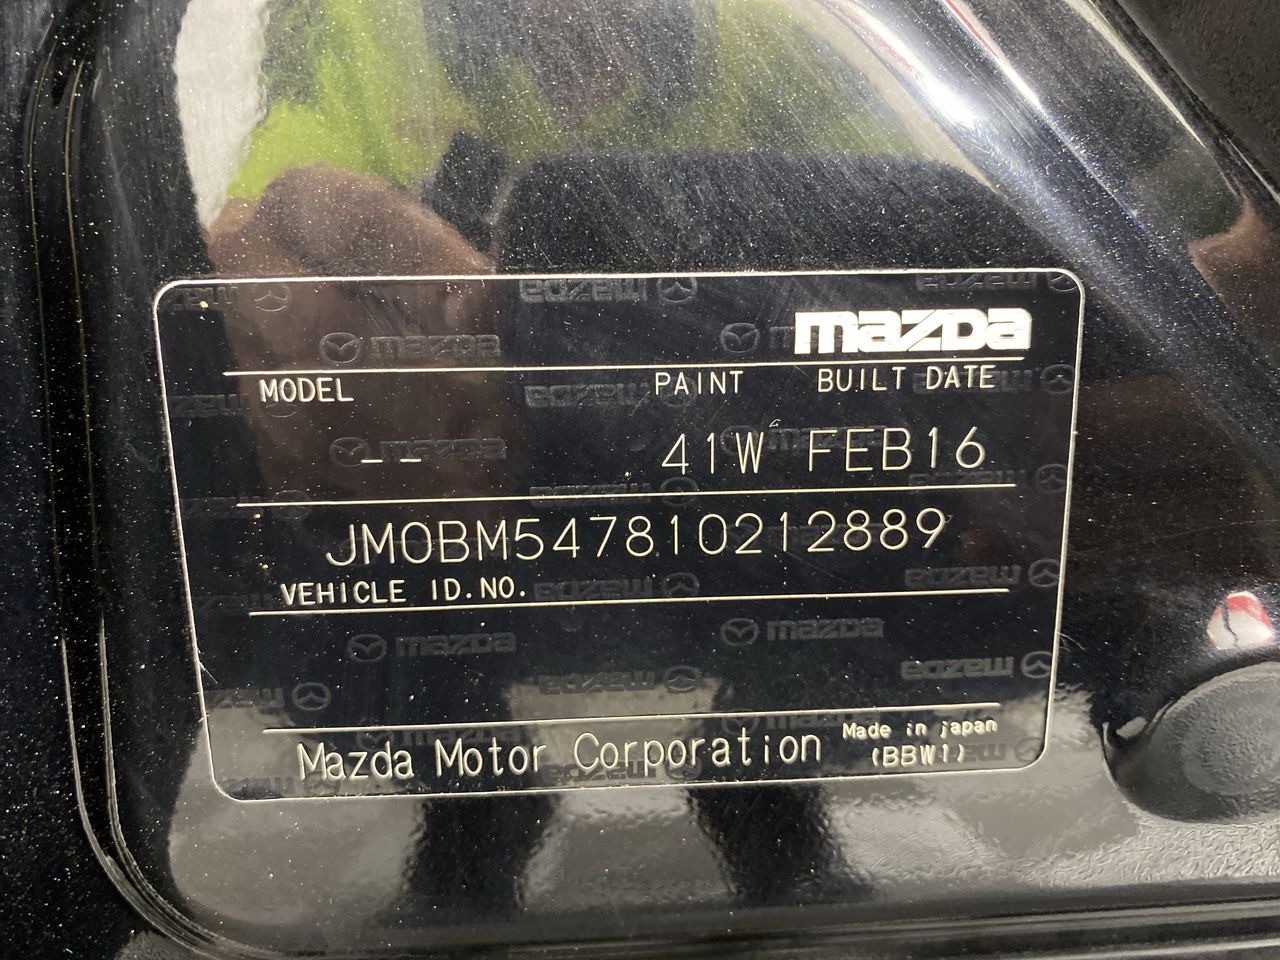 mazda
MODEL PAINT BUILT DATE
-- 41W FEB16
JM0BM547810212889
VEHICLE ID.NO.
Mazda Motor Corporation Made in japan
(BBW1)